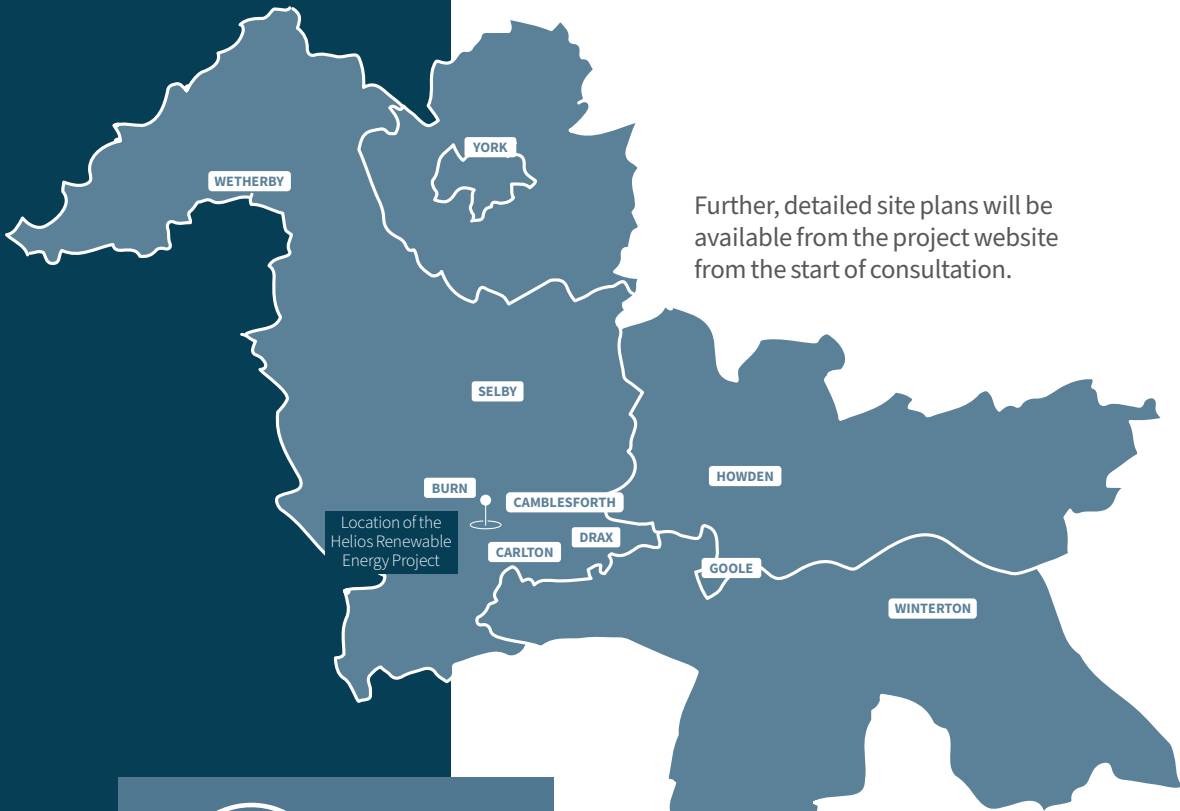 YORK
WETHERBY
Further, detailed site plans will be
available from the project website
from the start of consultation.
SELBY
HOWDEN
BURN
CAMBLESFORTH
Location of the
Helios Renewable
Energy Project
DRAX
CARLTON
GOOLE
WINTERTON